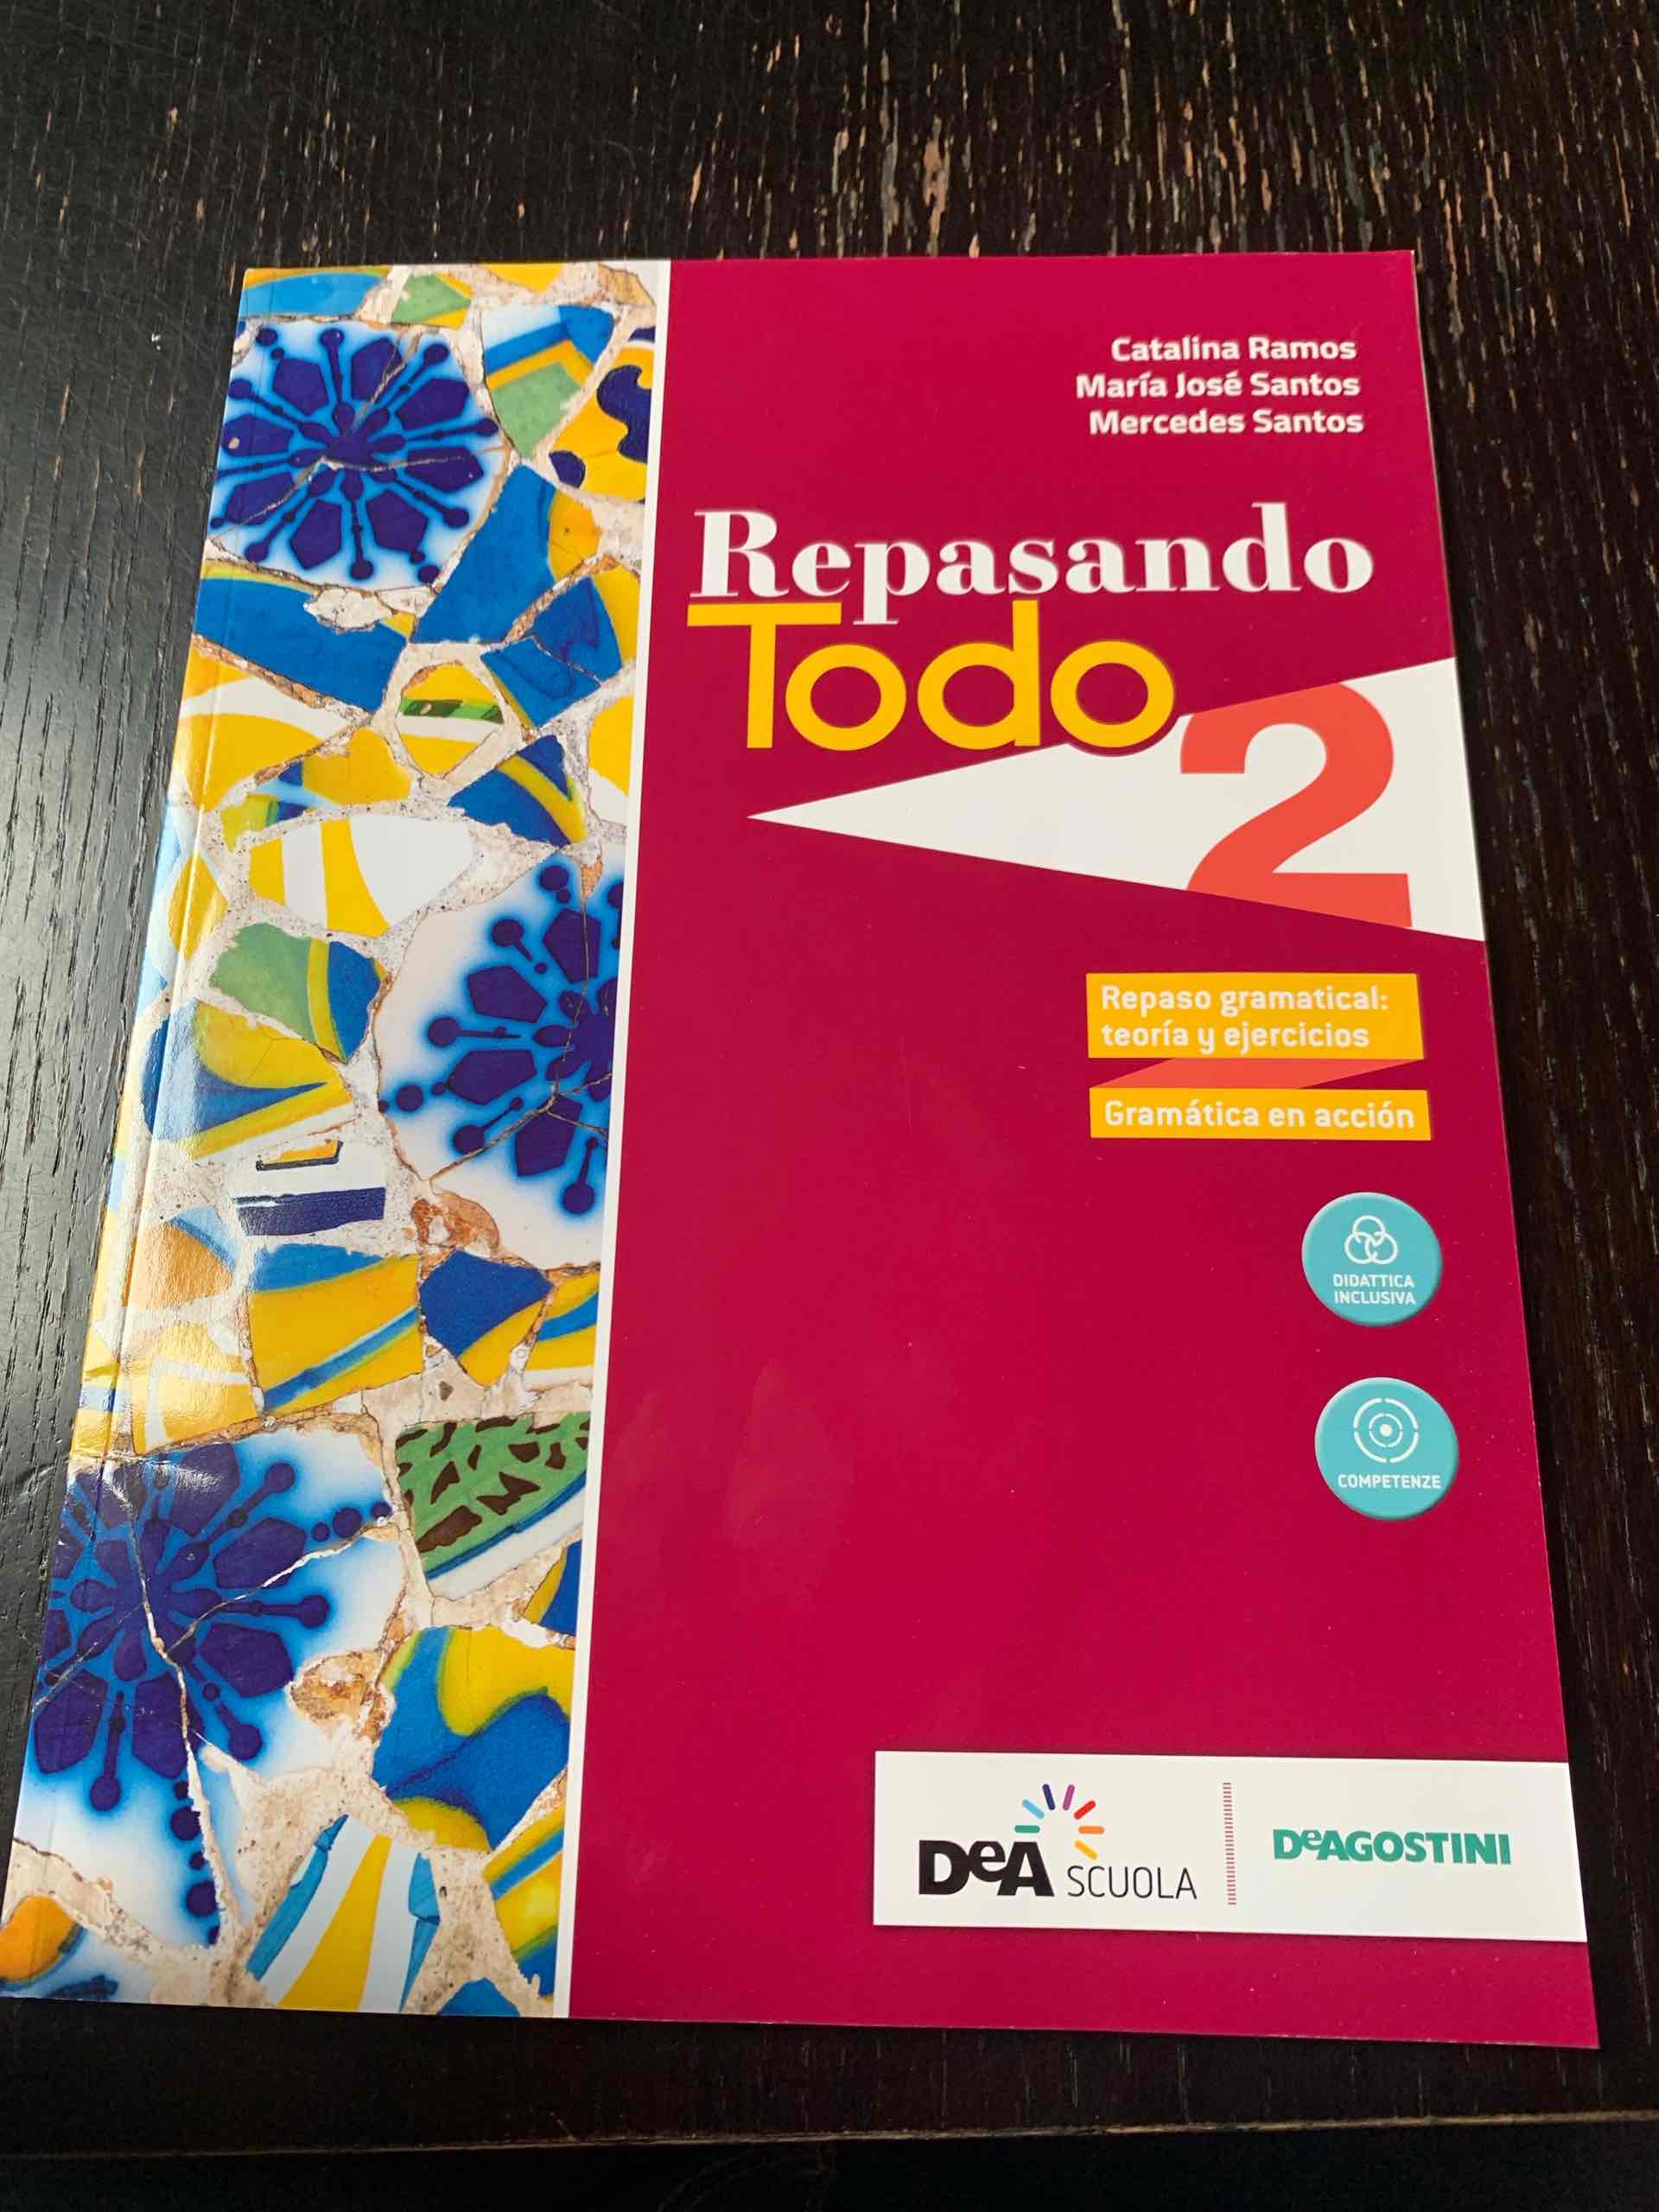 Catalina Ramos
María José Santos
Mercedes Santos
Repasando
Todo
2
Repaso gramatical:
teoría y ejercicios
Gramática en acción
DIDATTICA
INCLUSIVA
COMPETENZE
DeA SCUOLA
DeAGOSTINI